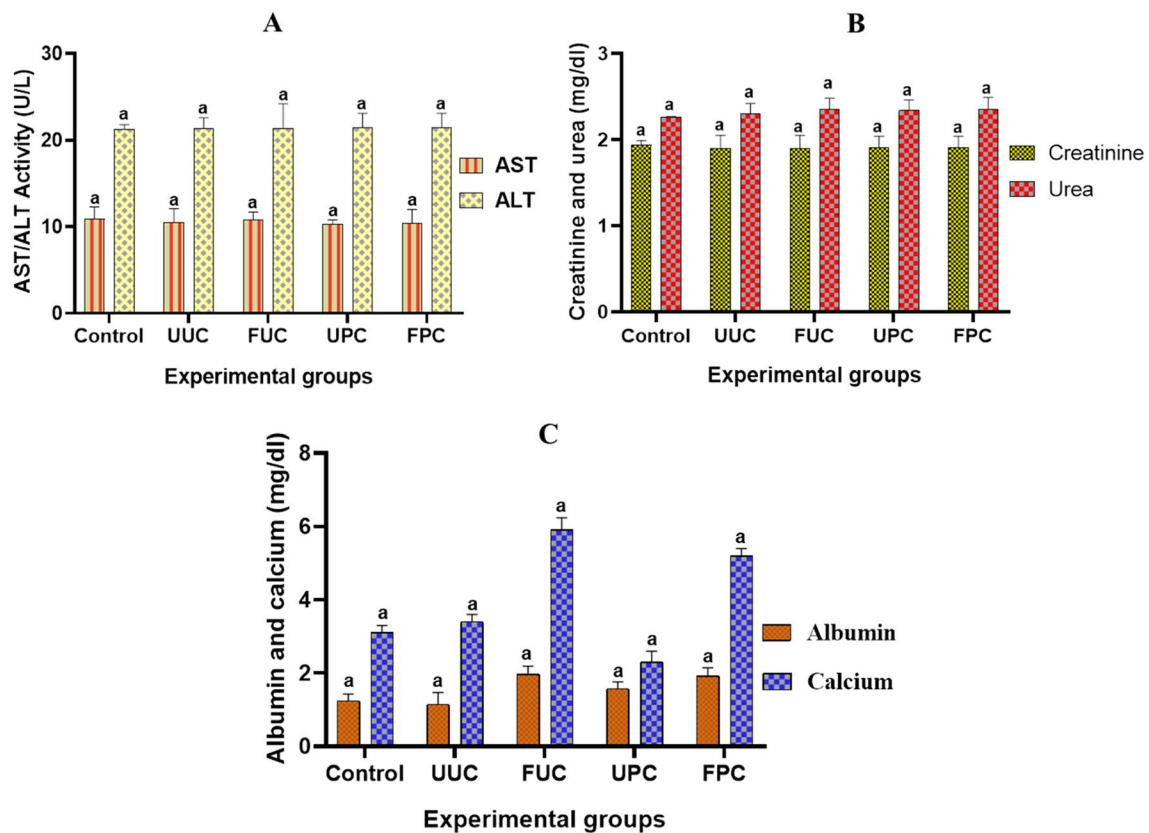 A
AST/ALT Activity (U/L)
30
20
10
0
a a a a a a a a a a
Control UUC FUC UPC FPC
Experimental groups
AST
ALT
B
Creatinine and urea (mg/dl)
3
2
1
0
a a a a a a a a a a
Control UUC FUC UPC FPC
Experimental groups
Creatinine
Urea
C
Albumin and calcium (mg/dl)
8
6
4
2
0
a a a a a a a a a a
Control UUC FUC UPC FPC
Experimental groups
Albumin
Calcium